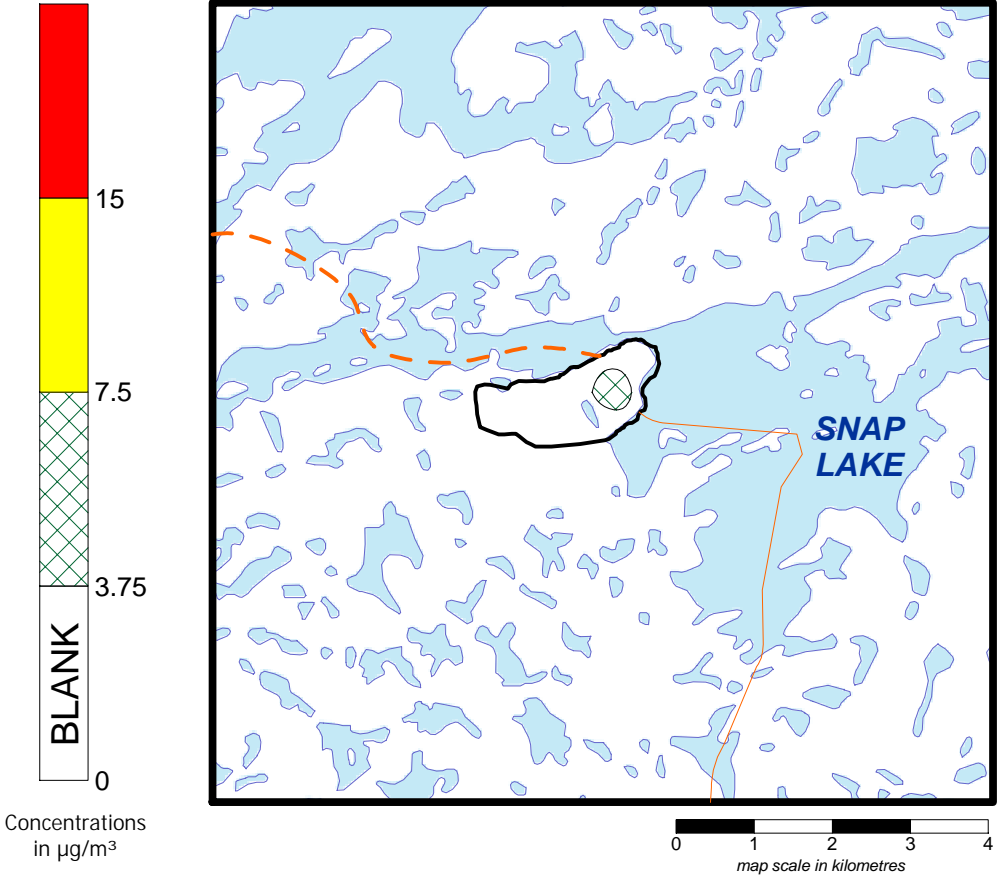 15
7.5
3.75
BLANK
0
Concentrations
in µg/m³
SNAP
LAKE
0 1 2 3 4
map scale in kilometres